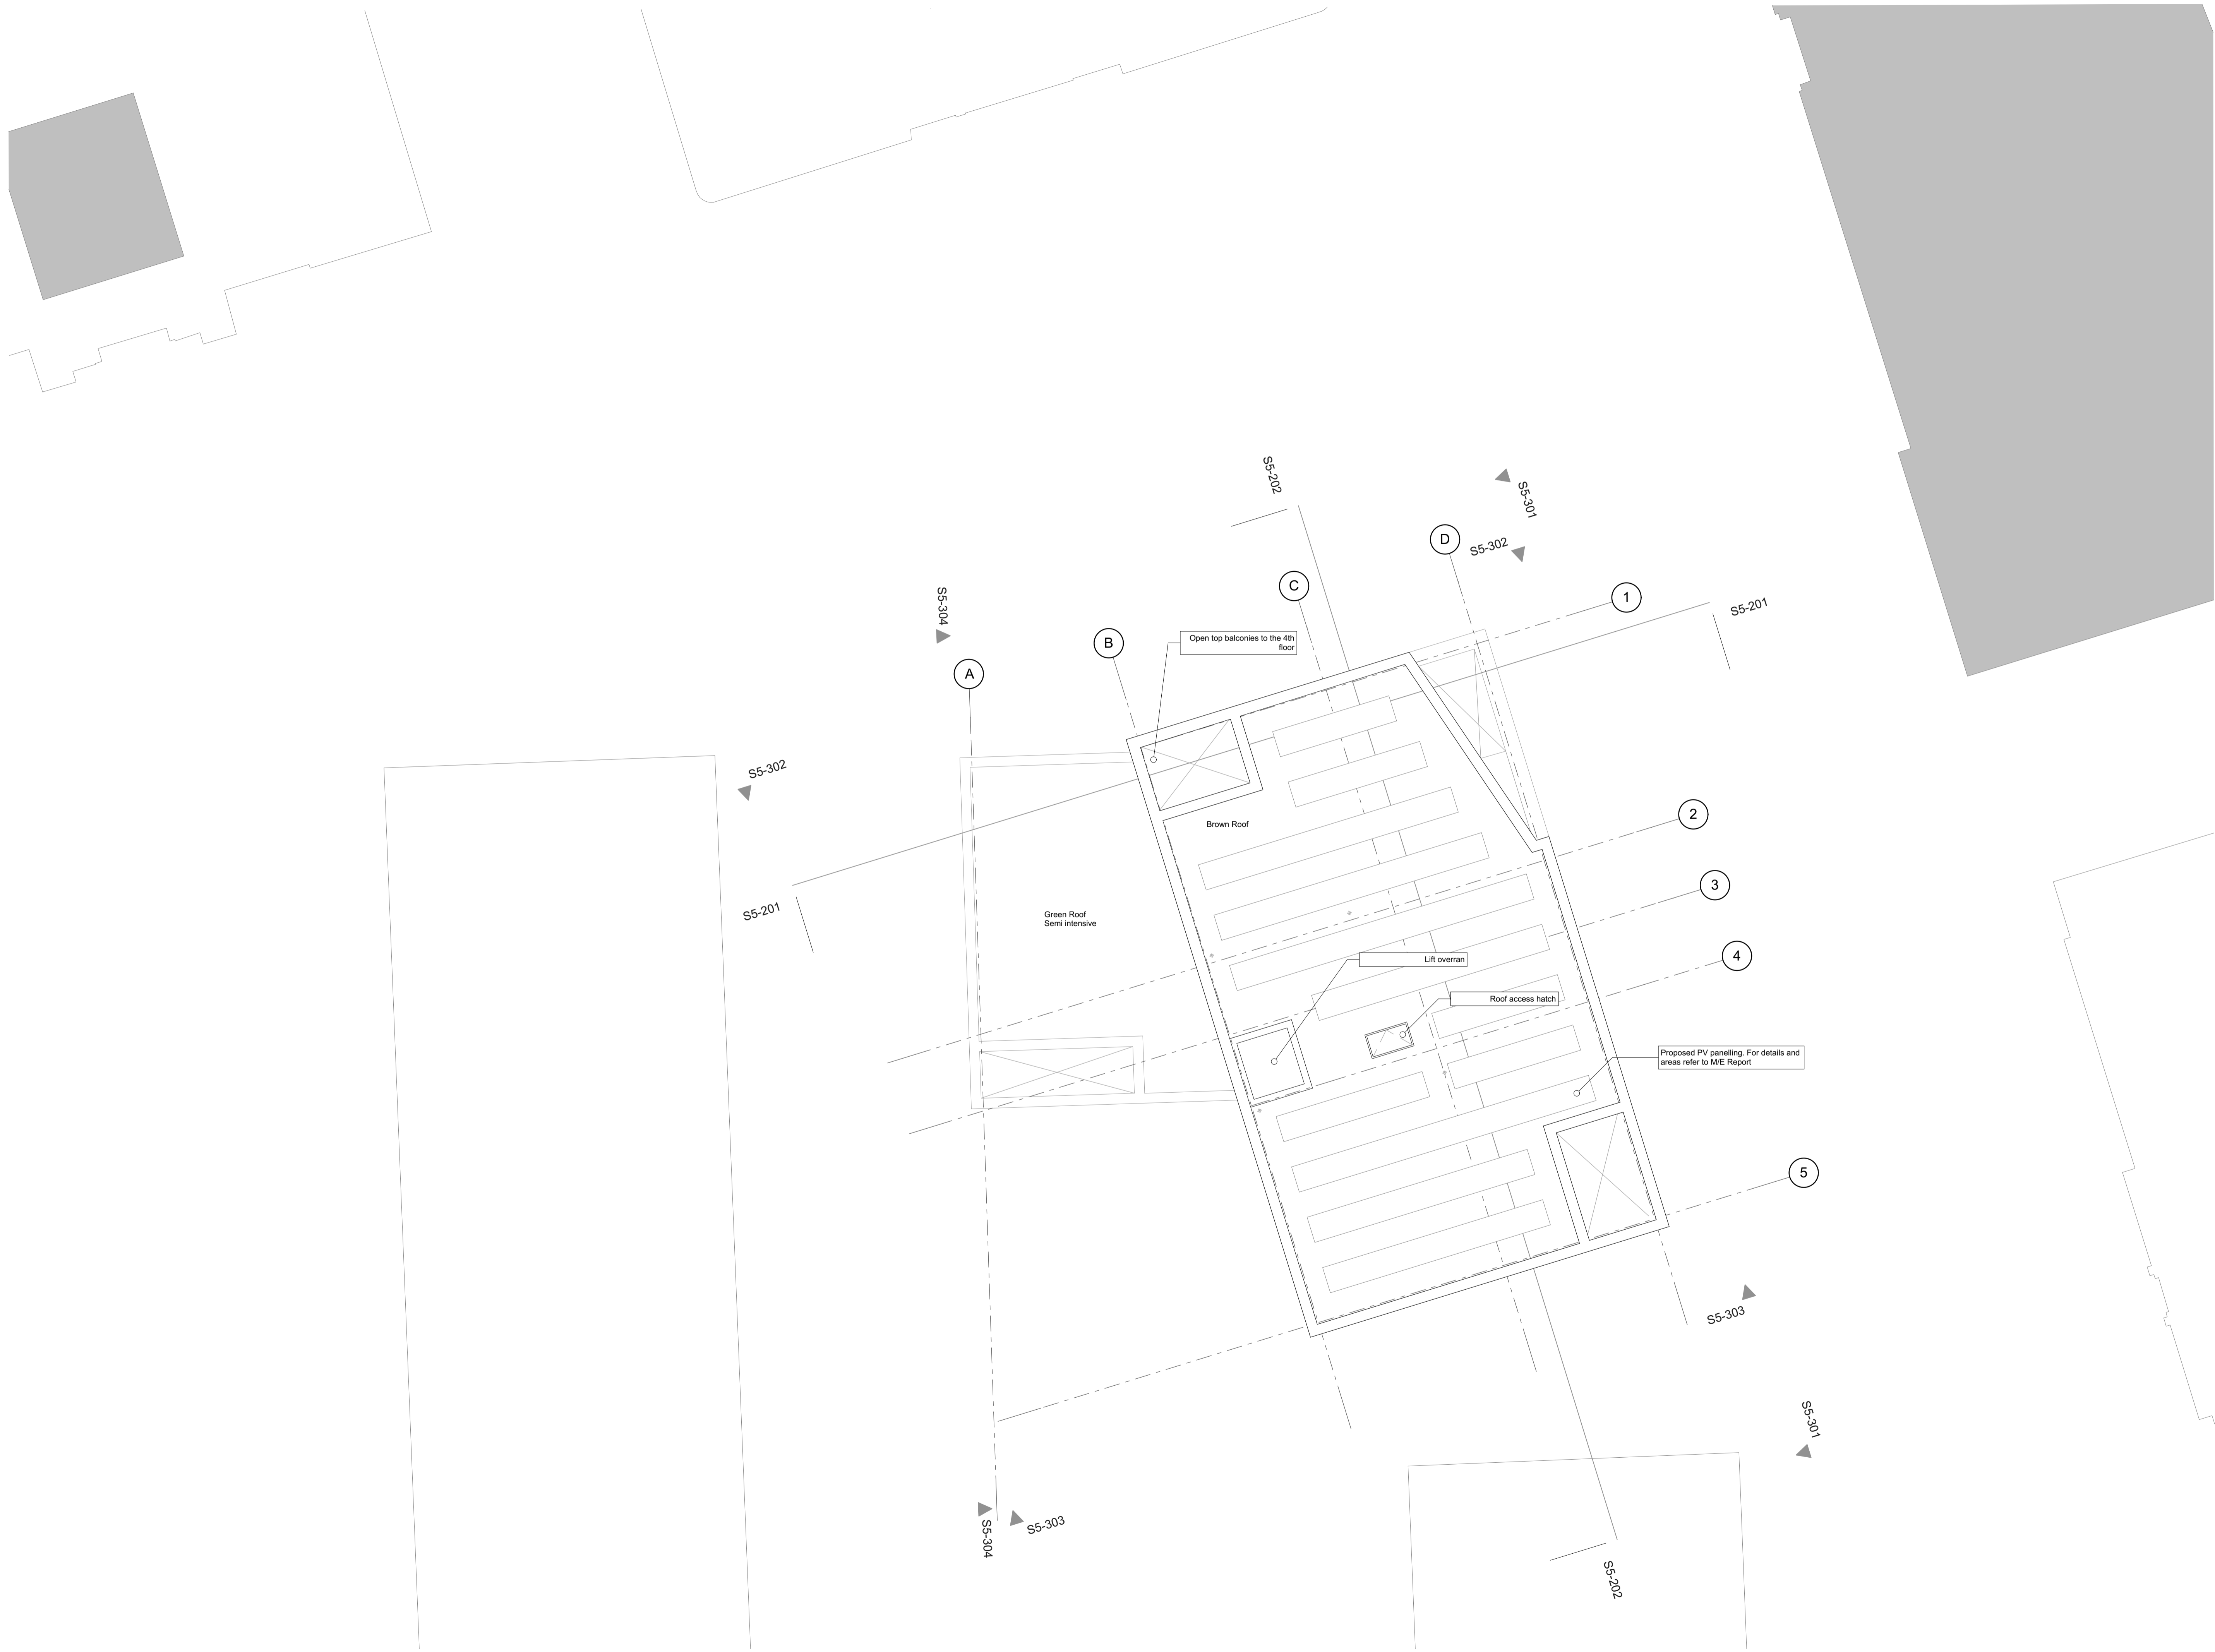 S5-202
S5-301
D
S5-302
C
S5-304
1
S5-201
B
Open top balconies to the 4th
floor
A
S5-302
2
Brown Roof
3
S5-201
Green Roof
Semi intensive
4
Lift overran
Roof access hatch
Proposed PV panelling. For details and
areas refer to M/E Report
5
S5-303
S5-301
S5-303
S5-304
S5-202